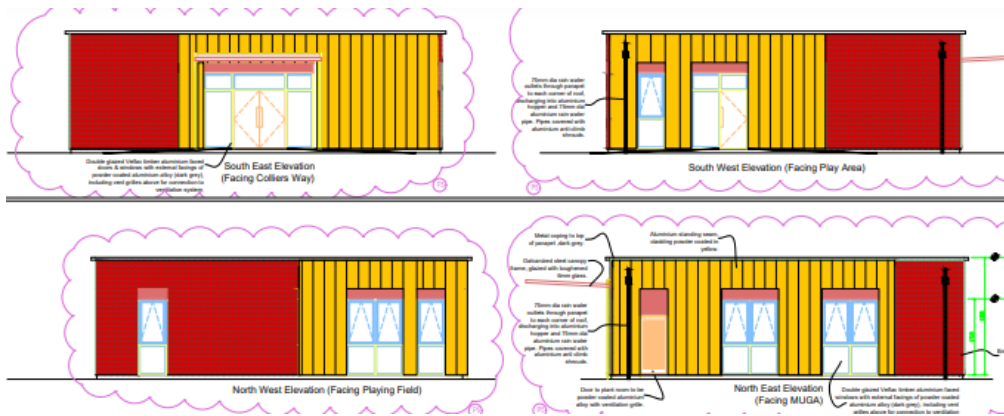 75mm dia rain water
outlets through parapet
to each corner of roof,
discharging into aluminium
hopper and 75mm dia
aluminium rain water
pipe. Pipes covered with
aluminium anti climb
shrouds.
Double glazed Velfac timber aluminium faced
doors & windows with external facings of
powder coated aluminium alloy (dark grey),
including vent grilles above for connection to
ventilation system.
South East Elevation
(Facing Colliers Way)
South West Elevation (Facing Play Area)
Metal coping to top
of parapet, dark grey.
Aluminium standing seam
cladding powder coated in
yellow.
Galvanized steel canopy
frame, glazed with toughened
6mm glass.
75mm dia rain water
outlets through parapet
to each corner of roof,
discharging into aluminium
hopper and 75mm dia
aluminium rain water
pipe. Pipes covered with
aluminium anti climb
shrouds.
North West Elevation (Facing Playing Field)
Door to plant room to be
powder coated aluminium
alloy with ventilation grille.
North East Elevation
(Facing MUGA)
Double glazed Velfac timber aluminium faced
windows with external facings of powder coated
aluminium alloy (dark grey), including vent
grilles above for connection to ventilation